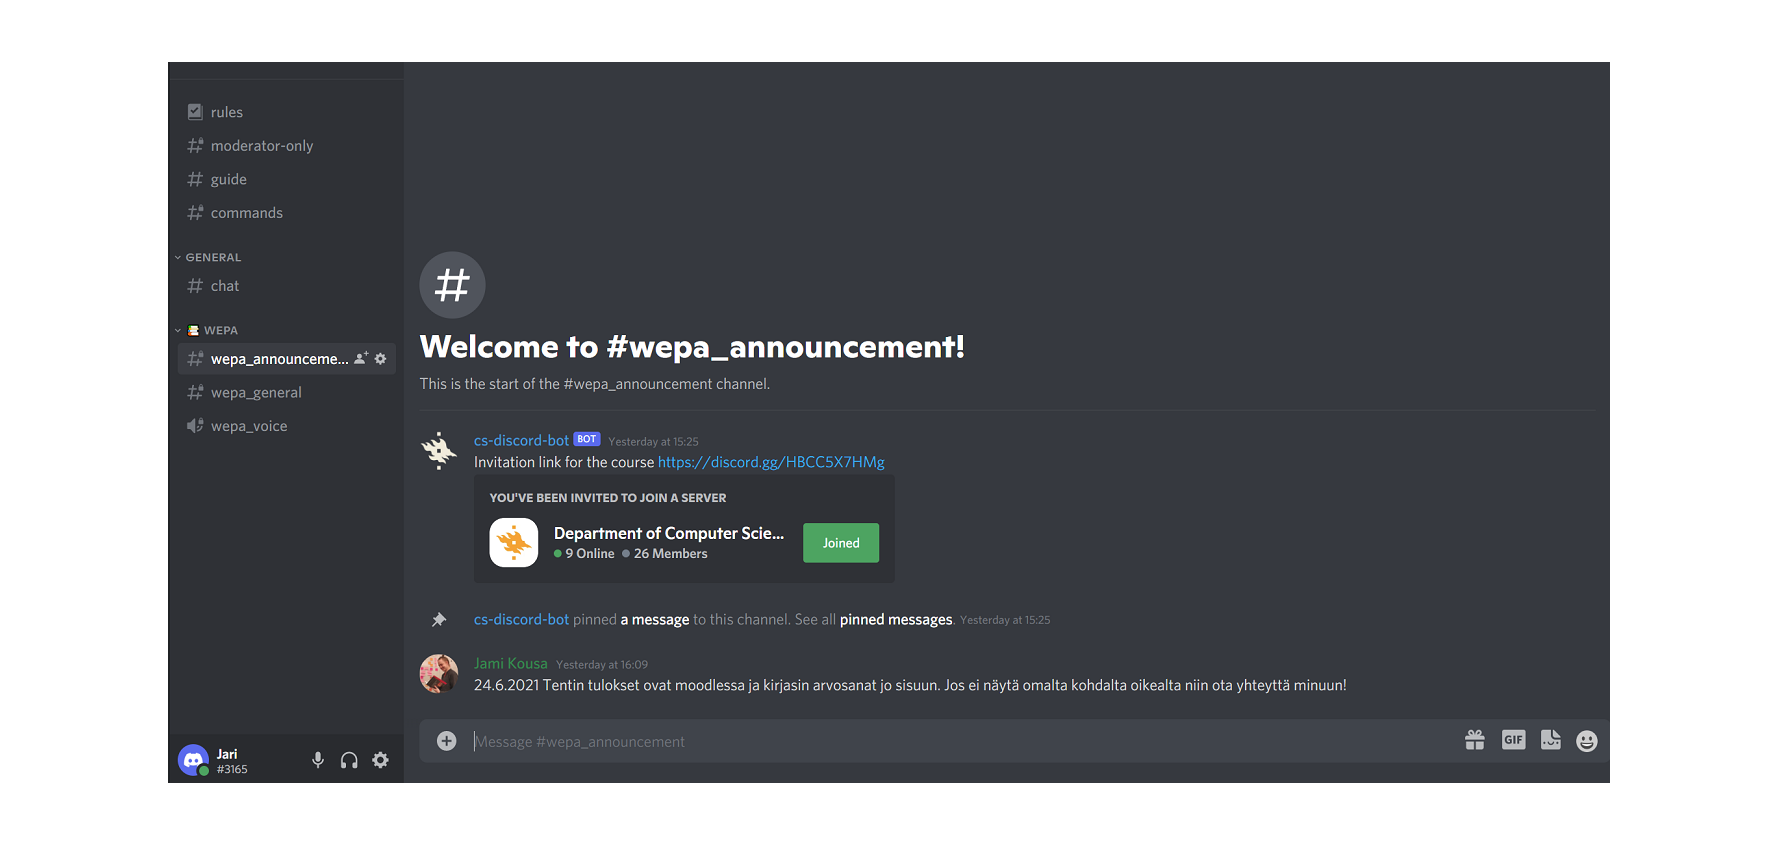 rules
moderator-only
guide
commands
GENERAL
chat
WEPA
wepa_announceme...
wepa_general
wepa_voice
Jari
#3165
Welcome to #wepa_announcement!
This is the start of the #wepa_announcement channel.
cs-discord-bot BOT Yesterday at 15:25
Invitation link for the course https://discord.gg/HBCC5X7HMg
YOU'VE BEEN INVITED TO JOIN A SERVER
Department of Computer Scie...
9 Online 26 Members
Joined
cs-discord-bot pinned a message to this channel. See all pinned messages. Yesterday at 15:25
Jami Kousa Yesterday at 16:09
24.6.2021 Tentin tulokset ovat moodlessa ja kirjasin arvosanat jo sisuun. Jos ei näytä omalta kohdalta oikealta niin ota yhteyttä minuun!
Message #wepa_announcement
GIF